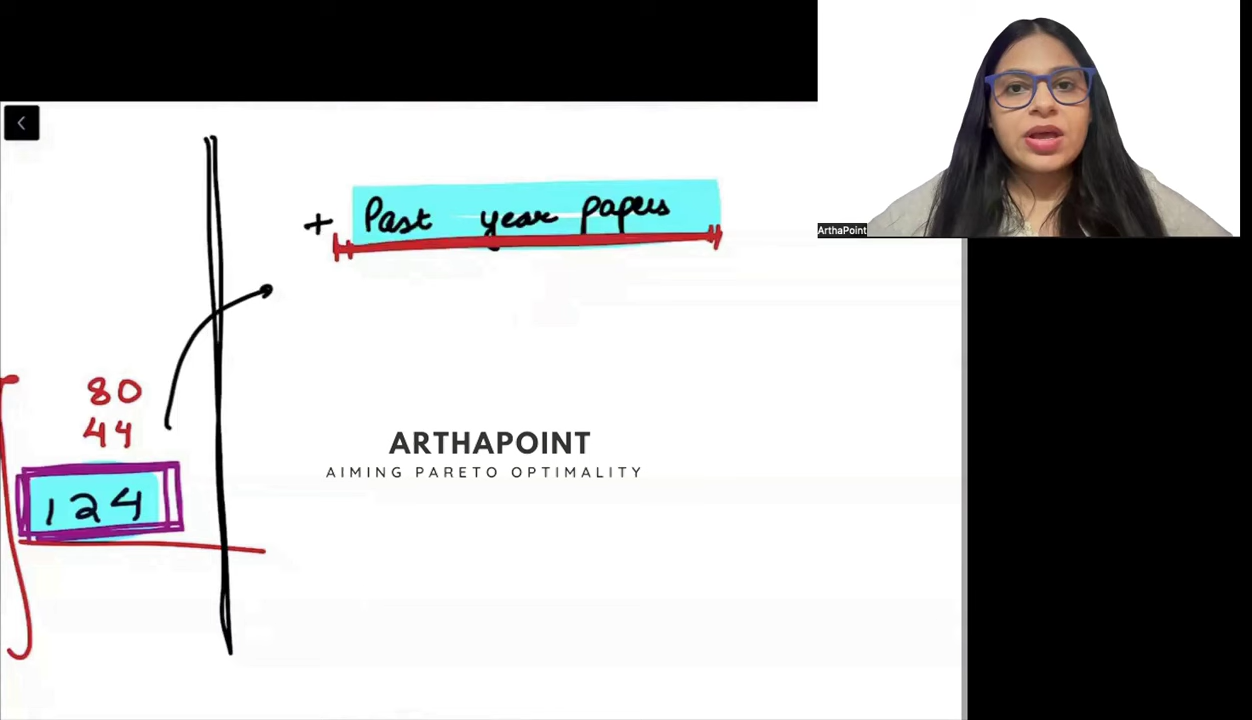 + Past year papers
80
44
124
ARTHAPOINT
AIMING PARETO OPTIMALITY
ArthaPoint